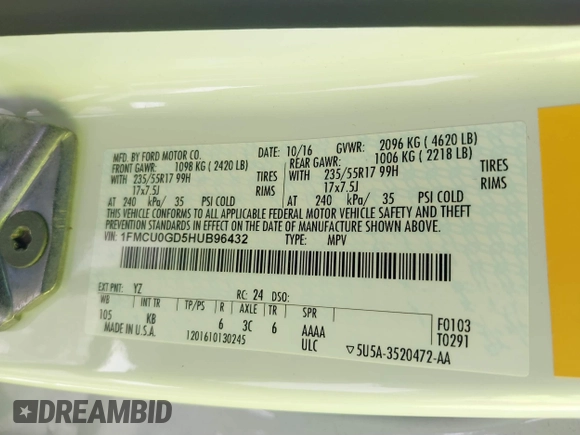 MFD. BY FORD MOTOR CO. DATE: 10/16 GVWR: 2096 KG ( 4620 LB)
FRONT GAWR: 1098 KG ( 2420 LB) REAR GAWR: 1006 KG ( 2218 LB)
WITH 235/55R17 99H TIRES WITH 235/55R17 99H TIRES
17x7.5J RIMS 17x7.5J RIMS
AT 240 kPa/ 35 PSI COLD AT 240 kPa/ 35 PSI COLD
THIS VEHICLE CONFORMS TO ALL APPLICABLE FEDERAL MOTOR VEHICLE SAFETY AND
THEFT PREVENTION STANDARDS IN EFFECT ON THE DATE OF MANUFACTURE SHOWN ABOVE.
VIN: 1FMCU0GD5HUB96432 TYPE: MPV
EXT PNT: YZ RC: 24 DSO:
WB INT TR TP/PS R AXLE TR SPR
105 KB 6 3C 6 AAAA F0103
MADE IN U.S.A. 1201610130245 ULC T0291
▽5U5A-3520472-AA
DREAMBID